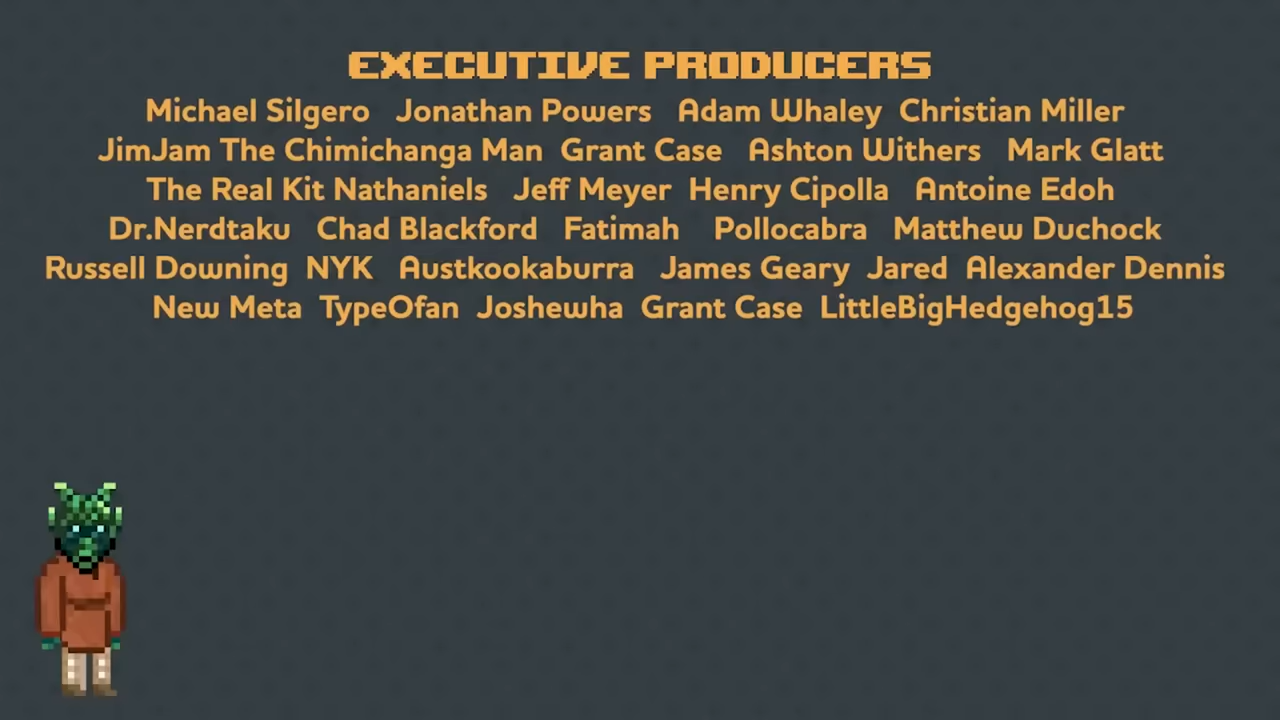 EXECUTIVE PRODUCERS
Michael Silgero Jonathan Powers Adam Whaley Christian Miller
JimJam The Chimichanga Man Grant Case Ashton Withers Mark Glatt
The Real Kit Nathaniels Jeff Meyer Henry Cipolla Antoine Edoh
Dr.Nerdtaku Chad Blackford Fatimah Pollocabra Matthew Duchock
Russell Downing NYK Austkookaburra James Geary Jared Alexander Dennis
New Meta TypeOfan Joshewha Grant Case LittleBigHedgehog15